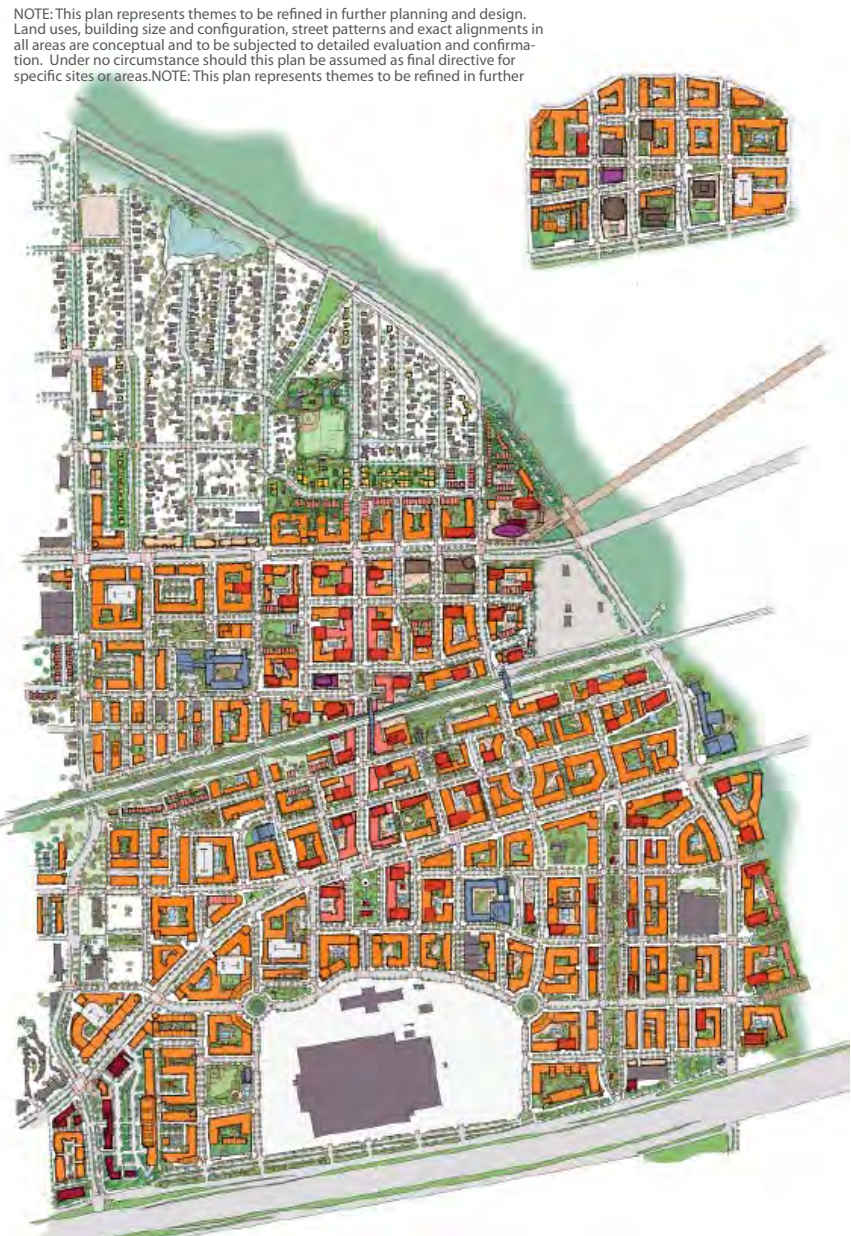 NOTE: This plan represents themes to be refined in further planning and design.
Land uses, building size and configuration, street patterns and exact alignments in
all areas are conceptual and to be subjected to detailed evaluation and confirma-
tion.  Under no circumstance should this plan be assumed as final directive for
specific sites or areas.NOTE: This plan represents themes to be refined in further